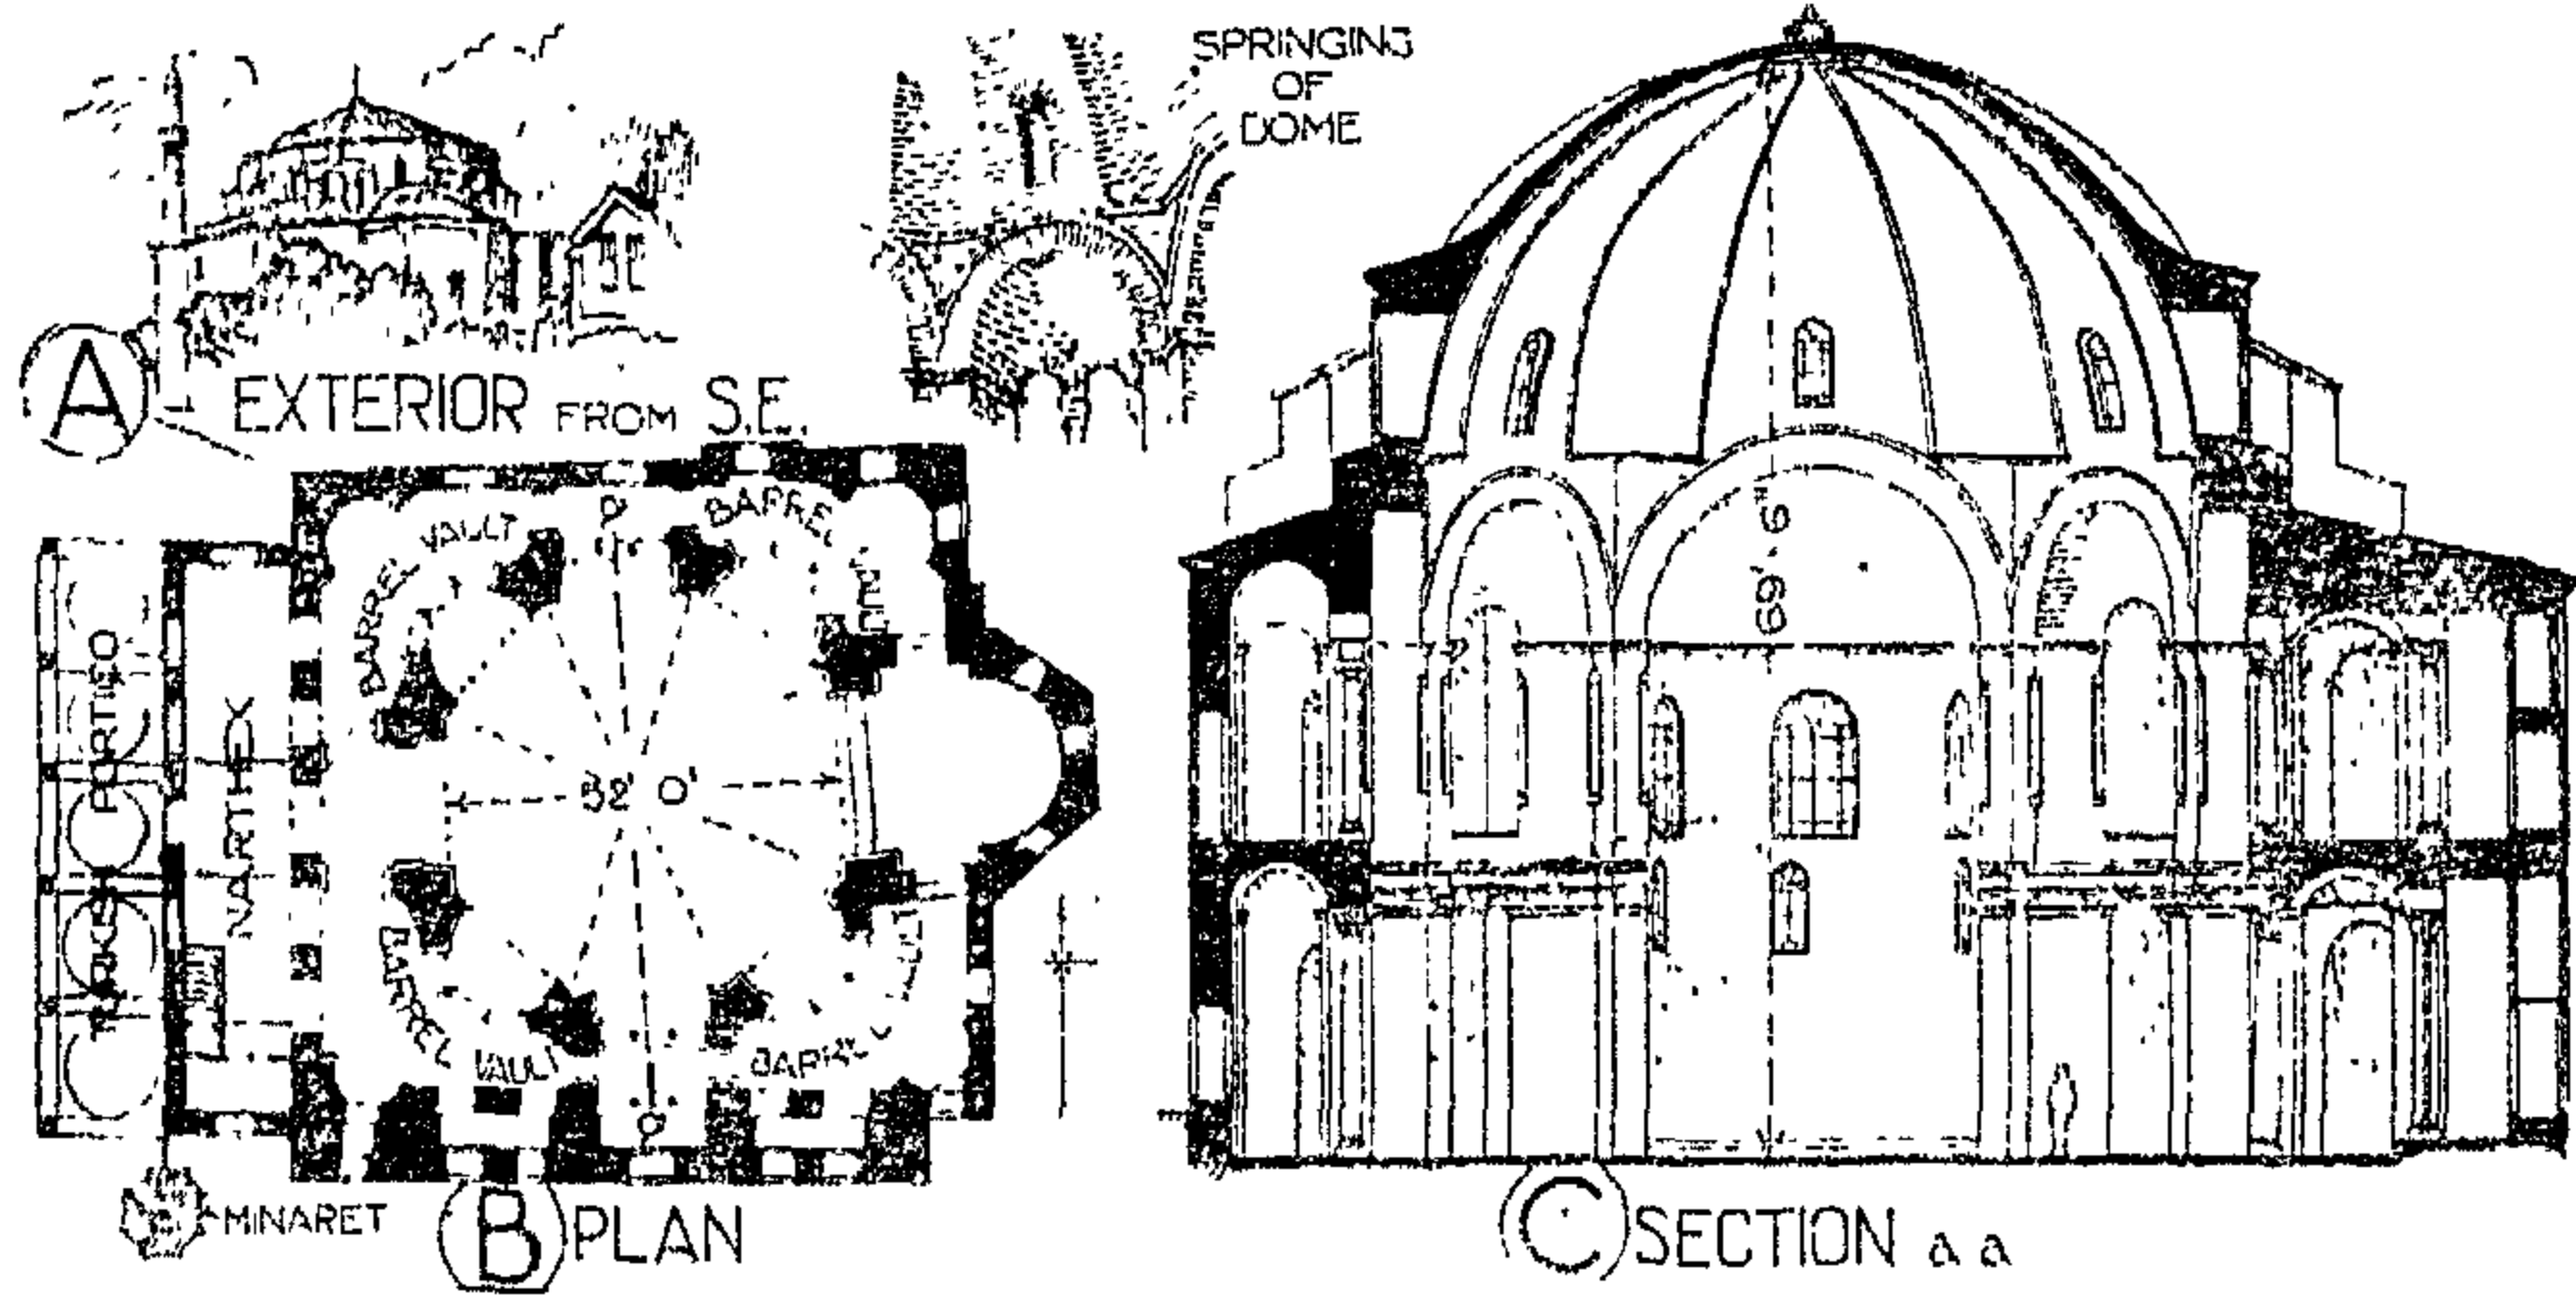 SPRINGING
OF
DOME
A EXTERIOR FROM S.E.
BARREL VAULT
BARREL
TURKISH PORTICO
NARTHEX
0"
69'-6"
BARREL VAULT
BARREL
MINARET
B PLAN
C SECTION a a